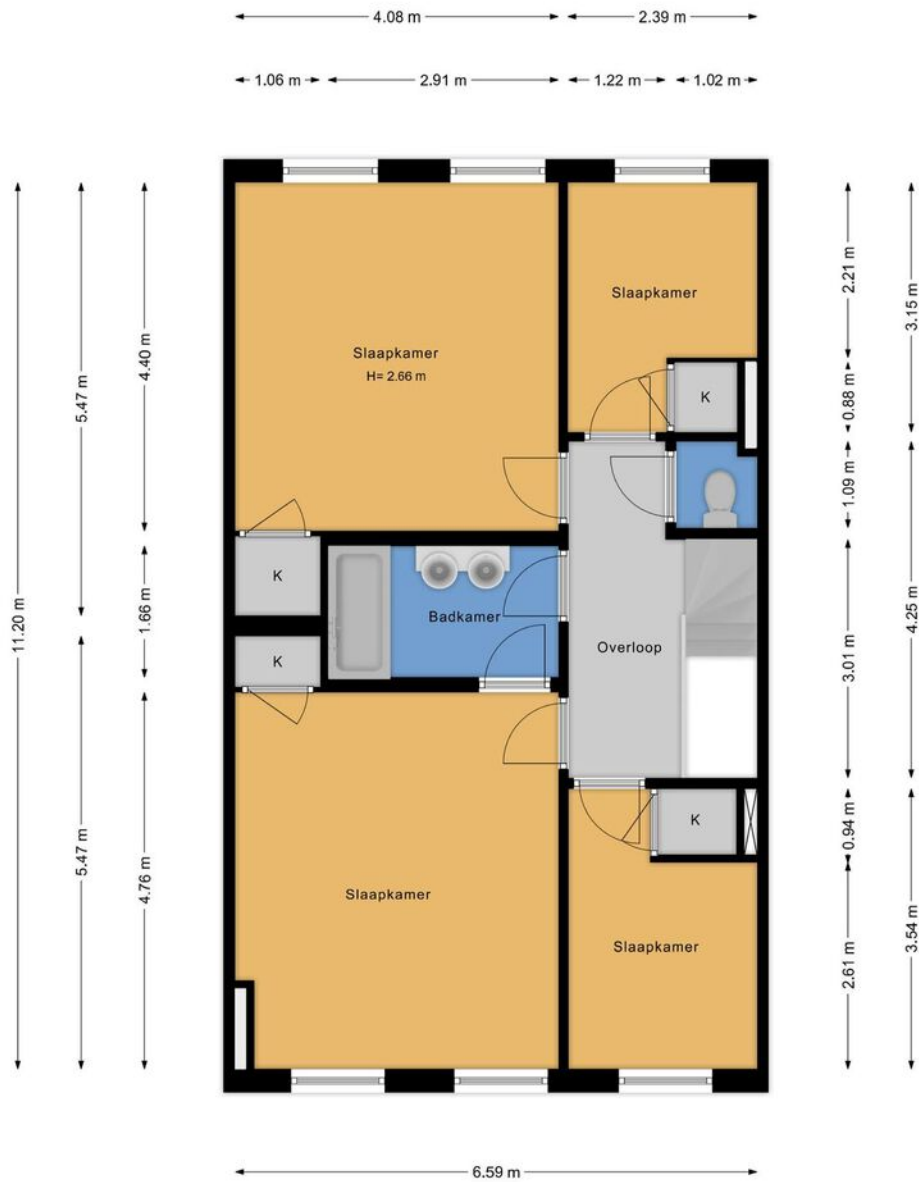 4.08 m
2.39 m
1.06 m
2.91 m
1.22 m
1.02 m
11.20 m
5.47 m
5.47 m
4.40 m
1.66 m
4.76 m
Slaapkamer
H= 2.66 m
Slaapkamer
K
K
K
Badkamer
Overloop
Slaapkamer
K
Slaapkamer
2.21 m
0.88 m
1.09 m
3.01 m
0.94 m
2.61 m
3.15 m
4.25 m
3.54 m
6.59 m